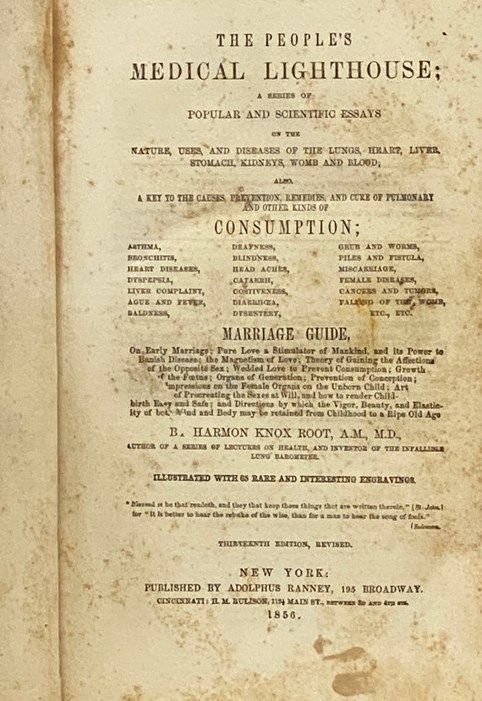 THE PEOPLE'S
MEDICAL LIGHTHOUSE;
A SERIES OF
POPULAR AND SCIENTIFIC ESSAYS
ON THE
NATURE, USES, AND DISEASES OF THE LUNGS, HEART, LIVER,
STOMACH, KIDNEYS, WOMB AND BLOOD;
ALSO,
A KEY TO THE CAUSES, PREVENTION, REMEDIES, AND CURE OF PULMONARY
AND OTHER KINDS OF
CONSUMPTION;
ASTHMA, DEAFNESS, GRUB AND WORMS,
BRONCHITIS, BLINDNESS, PILES AND FISTULA,
HEART DISEASES, HEAD ACHES, MISCARRIAGE,
DYSPEPSIA, CATARRH, FEMALE DISEASES,
LIVER COMPLAINT, COSTIVENESS, CANCERS AND TUMORS,
AGUE AND FEVER, DIARRHŒA, FALLING OF THE WOMB,
BALDNESS, DYSENTERY, ETC., ETC.
MARRIAGE GUIDE,
On Early Marriage; Pure Love a Stimulator of Mankind, and its Power to
Banish Disease; the Magnetism of Love; Theory of Gaining the Affections
of the Opposite Sex; Wedded Love to Prevent Consumption; Growth
of the Fœtus; Organs of Generation; Prevention of Conception;
Impressions on the Female Organs on the Unborn Child; Art
of Procreating the Sexes at Will, and how to render Child-
birth Easy and Safe; and Directions by which the Vigor, Beauty, and Elastic-
ity of both Mind and Body may be retained from Childhood to a Ripe Old Age
B. HARMON KNOX ROOT, A.M., M.D.,
AUTHOR OF A SERIES OF LECTURES ON HEALTH, AND INVENTOR OF THE INFALLIBLE
LUNG BAROMETER.
ILLUSTRATED WITH 65 RARE AND INTERESTING ENGRAVINGS
"Blessed is he that readeth, and they that keep those things that are written therein," [St. John.]
for "It is better to hear the rebuke of the wise, than for a man to hear the song of fools."
[Solomon.
THIRTEENTH EDITION, REVISED.
NEW YORK:
PUBLISHED BY ADOLPHUS RANNEY, 195 BROADWAY.
CINCINNATI: H. M. RULISON, MAIN ST., BETWEEN 3D AND 4TH STS.
1856.